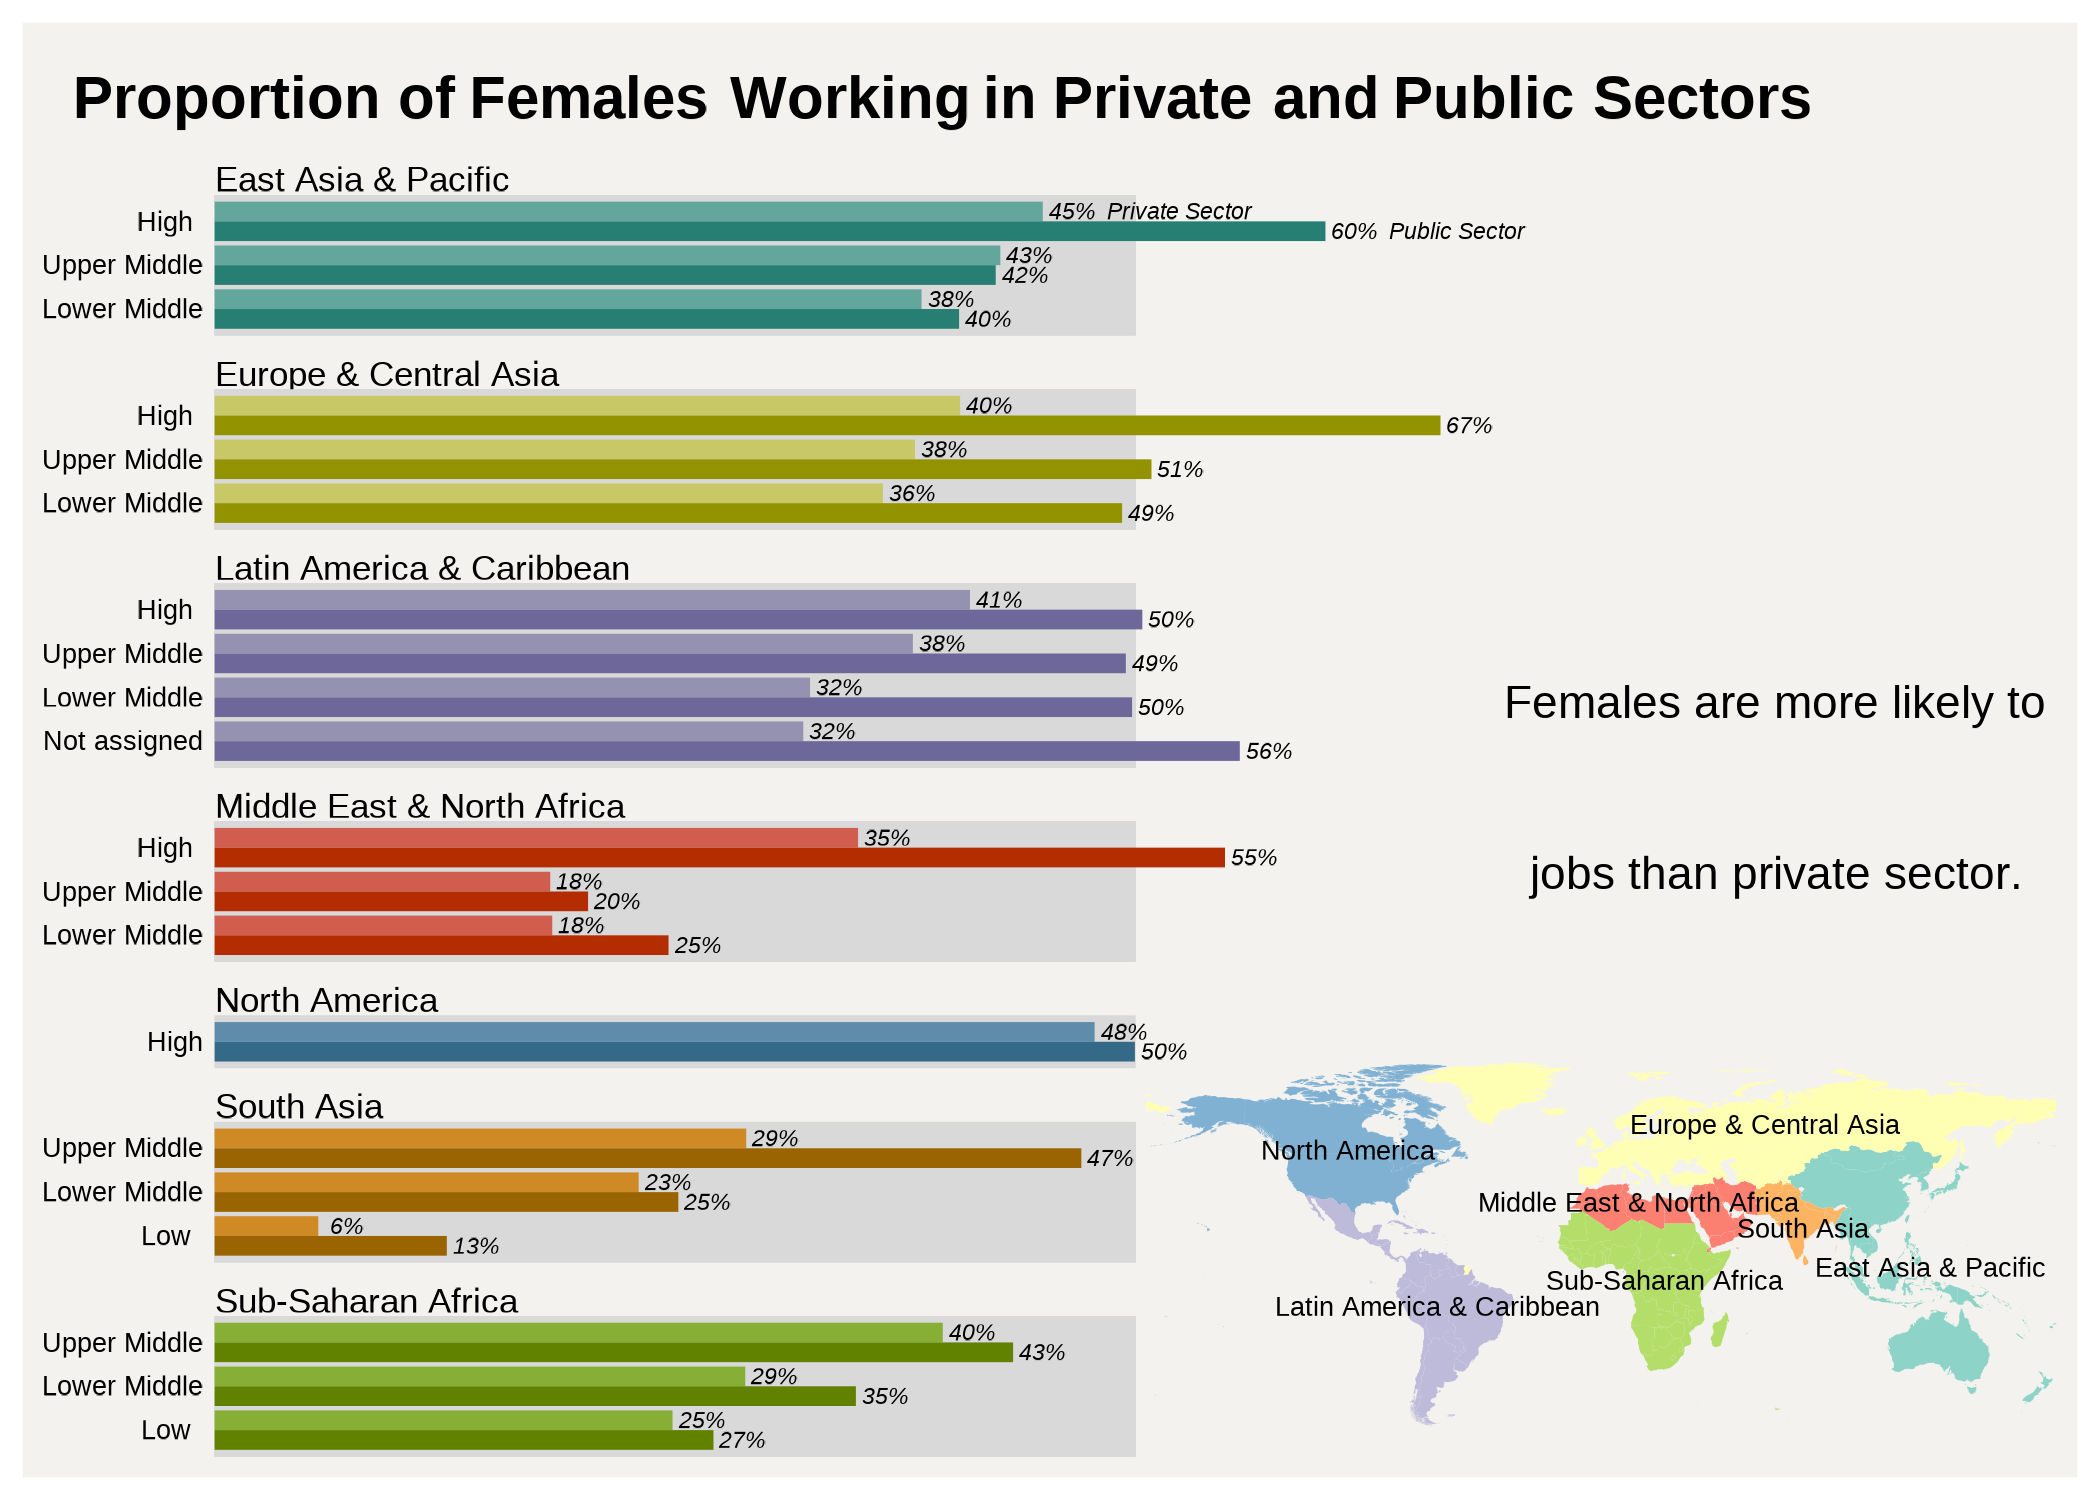 Proportion of Females Working in Private and Public Sectors
East Asia & Pacific
High 45% Private Sector
60% Public Sector
Upper Middle 43%
42%
Lower Middle 38%
40%
Europe & Central Asia
High 40%
67%
Upper Middle 38%
51%
Lower Middle 36%
49%
Latin America & Caribbean
High 41%
50%
Upper Middle 38%
49%
Lower Middle 32%
50%
Not assigned 32%
56%
Females are more likely to
jobs than private sector.
Middle East & North Africa
High 35%
55%
Upper Middle 18%
20%
Lower Middle 18%
25%
North America
High 48%
50%
South Asia
Upper Middle 29%
47%
Lower Middle 23%
25%
Low 6%
13%
Sub-Saharan Africa
Upper Middle 40%
43%
Lower Middle 29%
35%
Low 25%
27%
Europe & Central Asia
North America
Middle East & North Africa
South Asia
East Asia & Pacific
Sub-Saharan Africa
Latin America & Caribbean